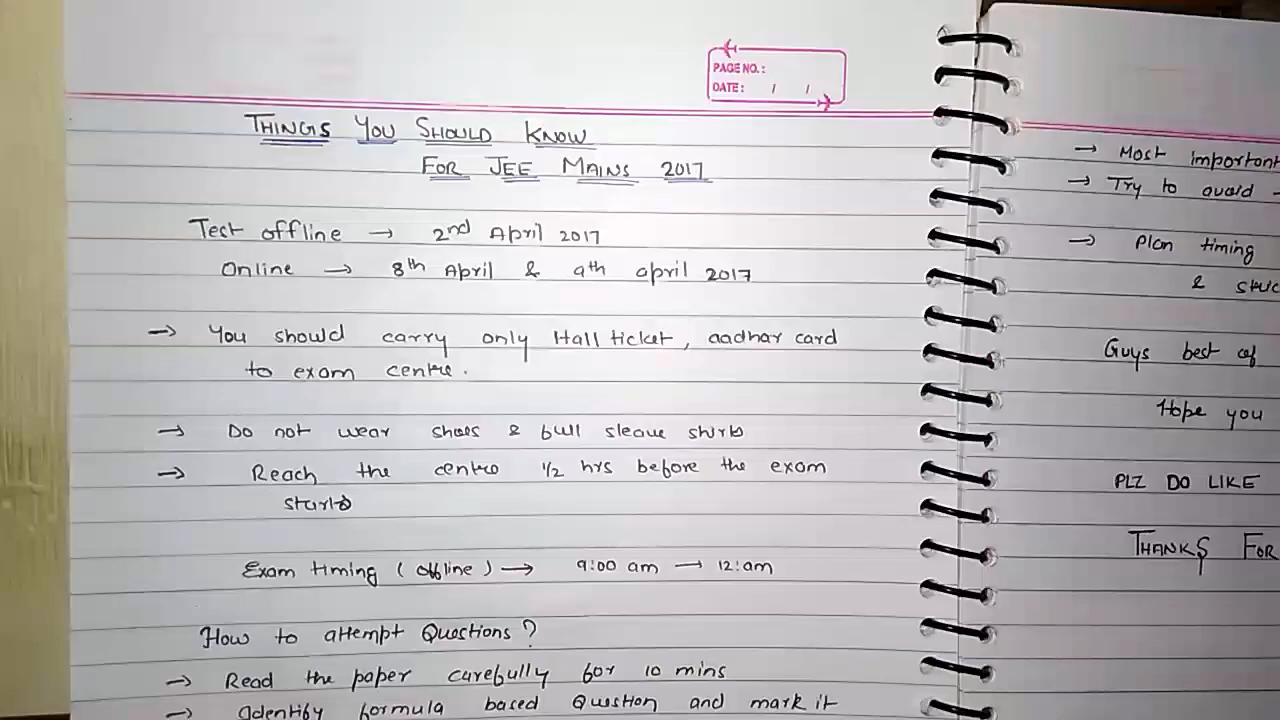 PAGE NO.:
DATE: / /
THINGS YOU SHOULD KNOW
FOR JEE MAINS 2017
Test offline → 2nd April 2017
Online → 8th April & 9th april 2017
→ You should carry only Hall ticket, aadhar card
to exam centre.
→ Do not wear shoes & full sleave shirts
→ Reach the centre 1/2 hrs before the exam
starts
Exam timing (offline) → 9:00 am → 12:am
How to attempt Questions?
→ Read the paper carefully for 10 mins
→ Identify formula based Question and mark it
→ Most important
→ Try to avoid
→ Plan timing
&
Guys best of
Hope you
PLZ DO LIKE
THANKS FOR